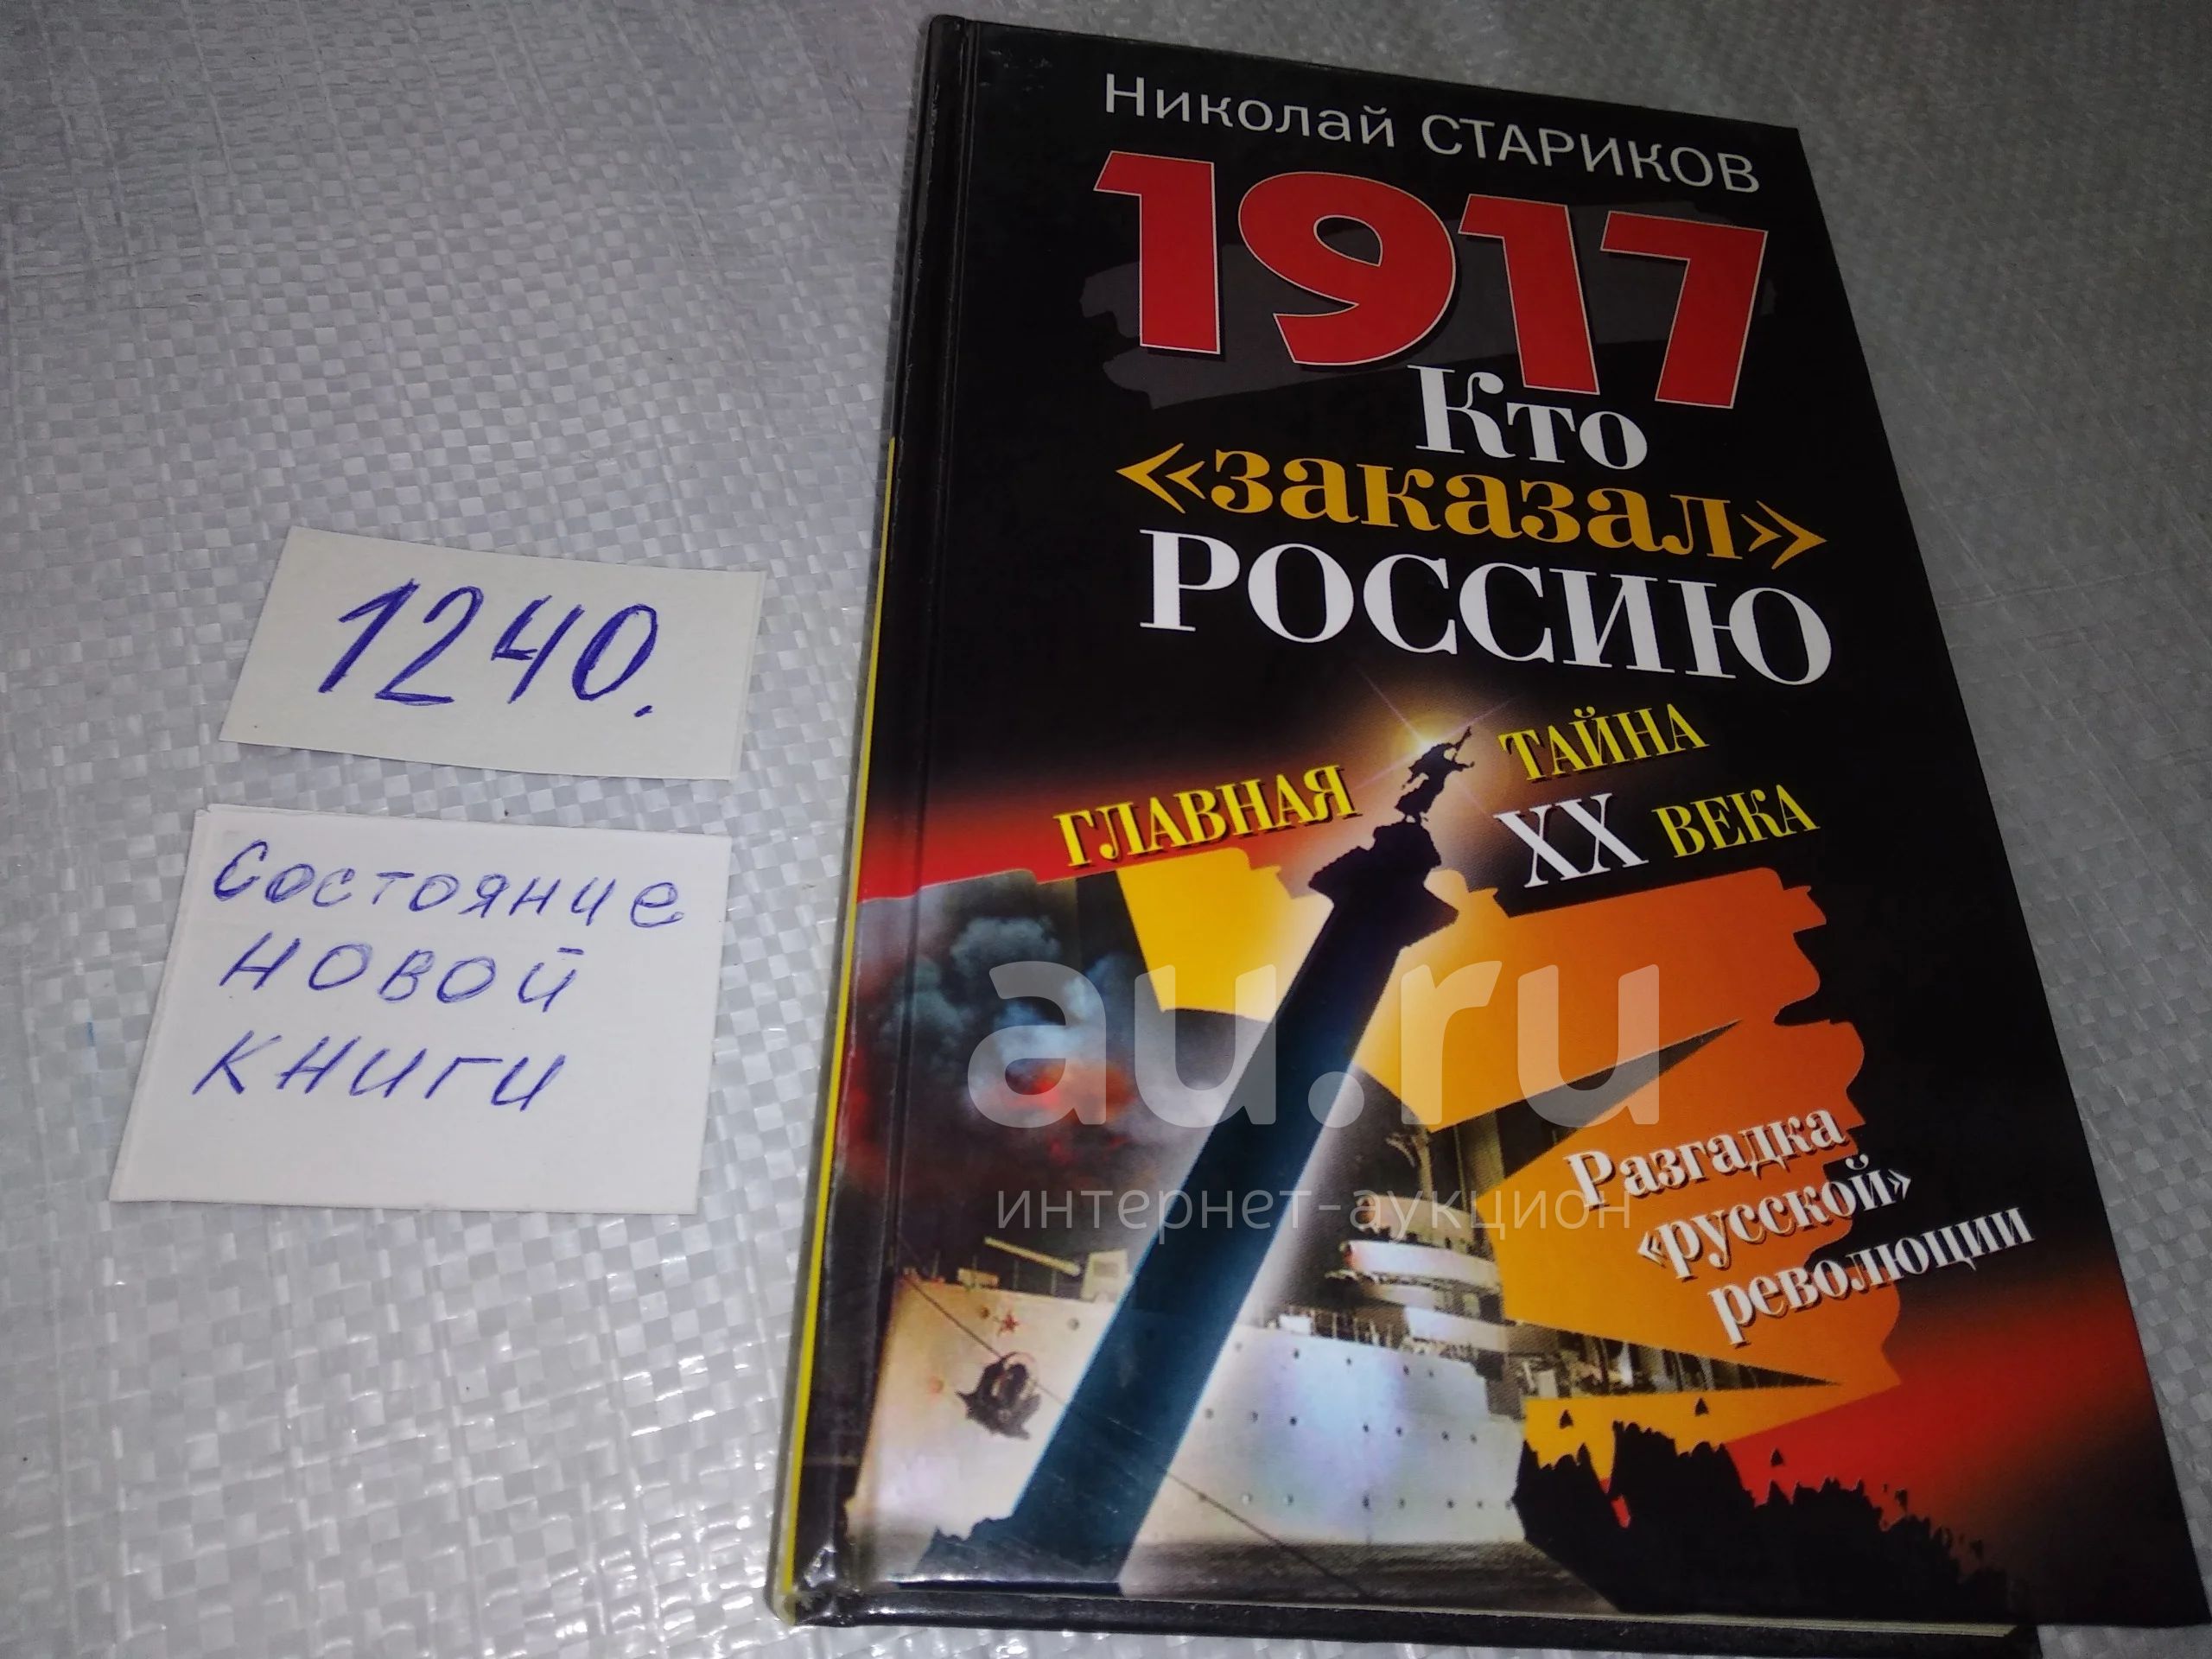 Николай СТАРИКОВ
1917
Кто
«заказал»
РОССИЮ
ГЛАВНАЯ ТАЙНА
XX ВЕКА
Разгадка
«русской»
революции
1240.
Состояние
новой
книги
au.ru
интернет-аукцион